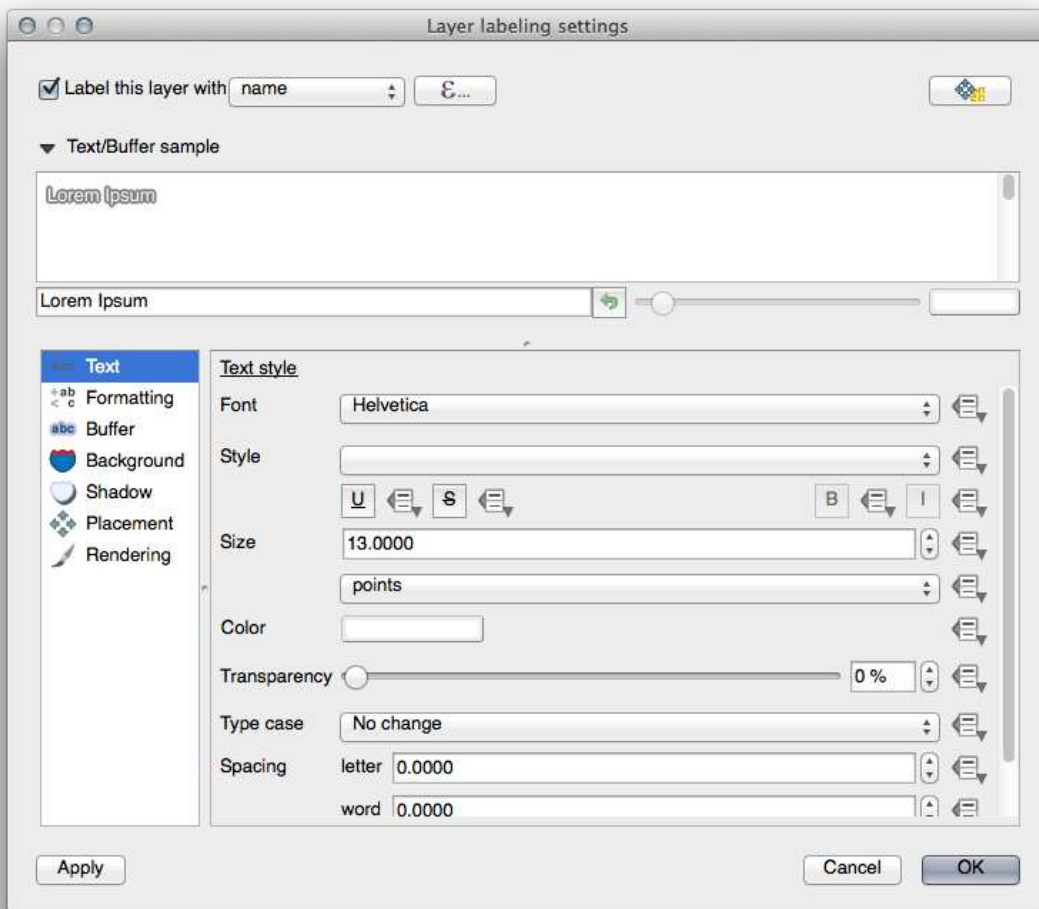 Layer labeling settings
Label this layer with name ε...
Text/Buffer sample
Lorem Ipsum
Lorem Ipsum
Text
Formatting
Buffer
Background
Shadow
Placement
Rendering
Text style
Font Helvetica
Style
U S B I
Size 13.0000
points
Color
Transparency 0 %
Type case No change
Spacing letter 0.0000
word 0.0000
Apply Cancel OK